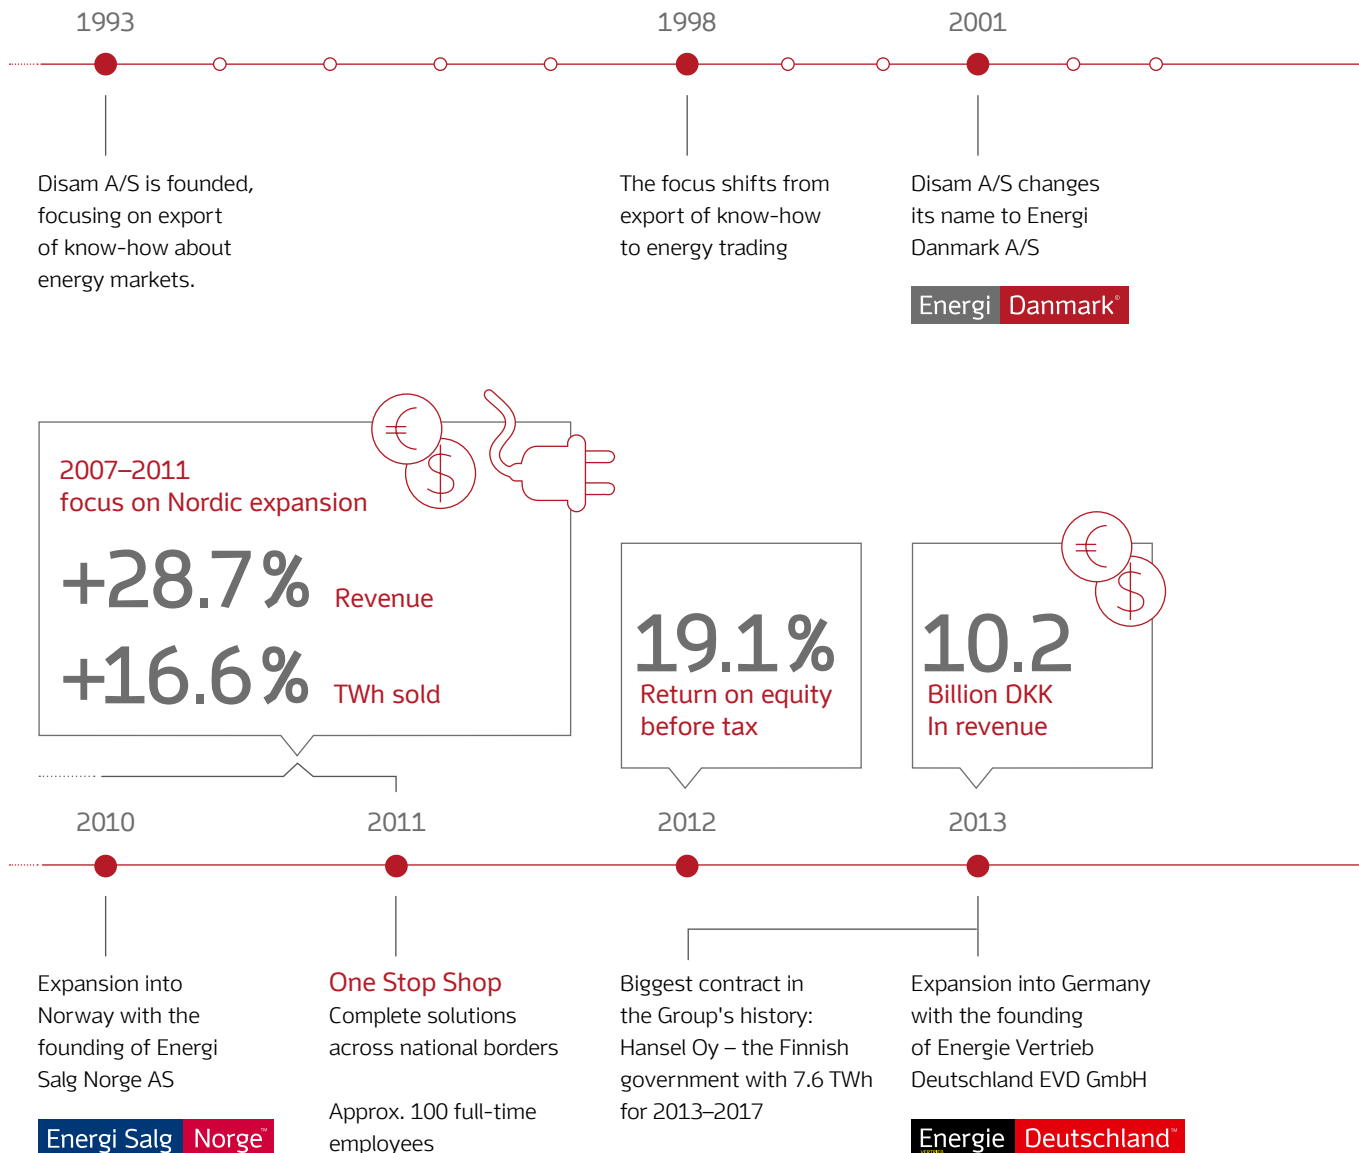 1993
1998
2001
Disam A/S is founded,
focusing on export
of know-how about
energy markets.
The focus shifts from
export of know-how
to energy trading
Disam A/S changes
its name to Energi
Danmark A/S
Energi Danmark®
2007–2011
focus on Nordic expansion
+28.7% Revenue
+16.6% TWh sold
19.1%
Return on equity
before tax
10.2
Billion DKK
In revenue
2010
2011
2012
2013
Expansion into
Norway with the
founding of Energi
Salg Norge AS
Energi Salg Norge™
One Stop Shop
Complete solutions
across national borders
Approx. 100 full-time
employees
Biggest contract in
the Group's history:
Hansel Oy – the Finnish
government with 7.6 TWh
for 2013–2017
Expansion into Germany
with the founding
of Energie Vertrieb
Deutschland EVD GmbH
Energie Deutschland™
VERTRIEB